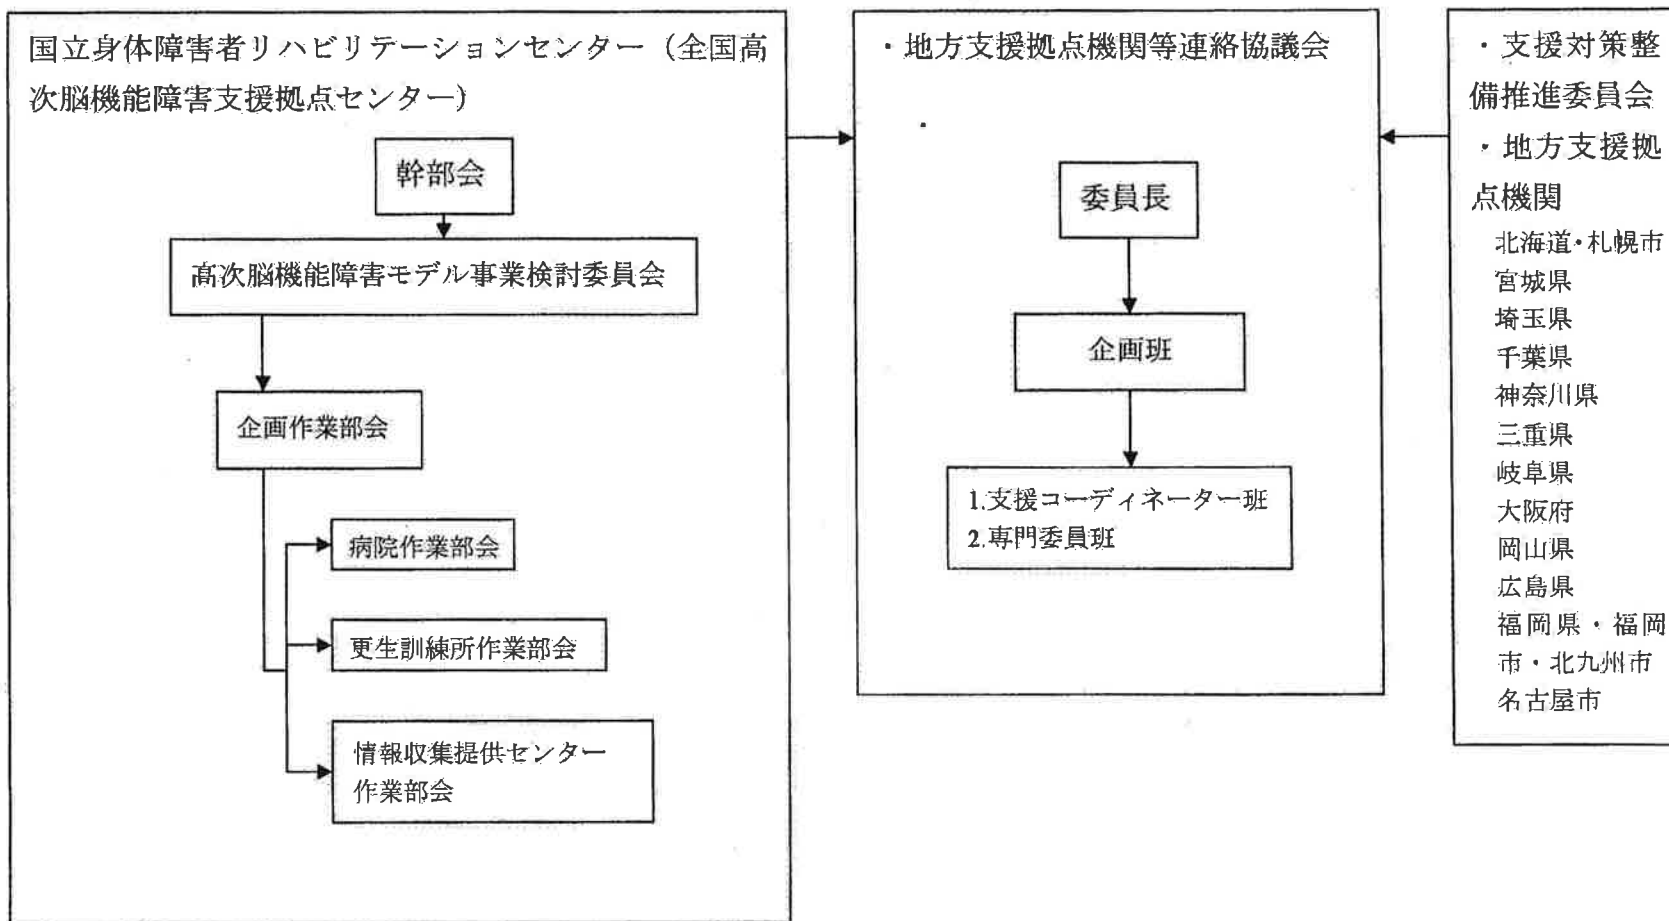 国立身体障害者リハビリテーションセンター（全国高
次脳機能障害支援拠点センター）
幹部会
高次脳機能障害モデル事業検討委員会
企画作業部会
病院作業部会
更生訓練所作業部会
情報収集提供センター
作業部会
・地方支援拠点機関等連絡協議会
委員長
企画班
1.支援コーディネーター班
2.専門委員班
・支援対策整
備推進委員会
・地方支援拠
点機関
北海道・札幌市
宮城県
埼玉県
千葉県
神奈川県
三重県
岐阜県
大阪府
岡山県
広島県
福岡県・福岡
市・北九州市
名古屋市